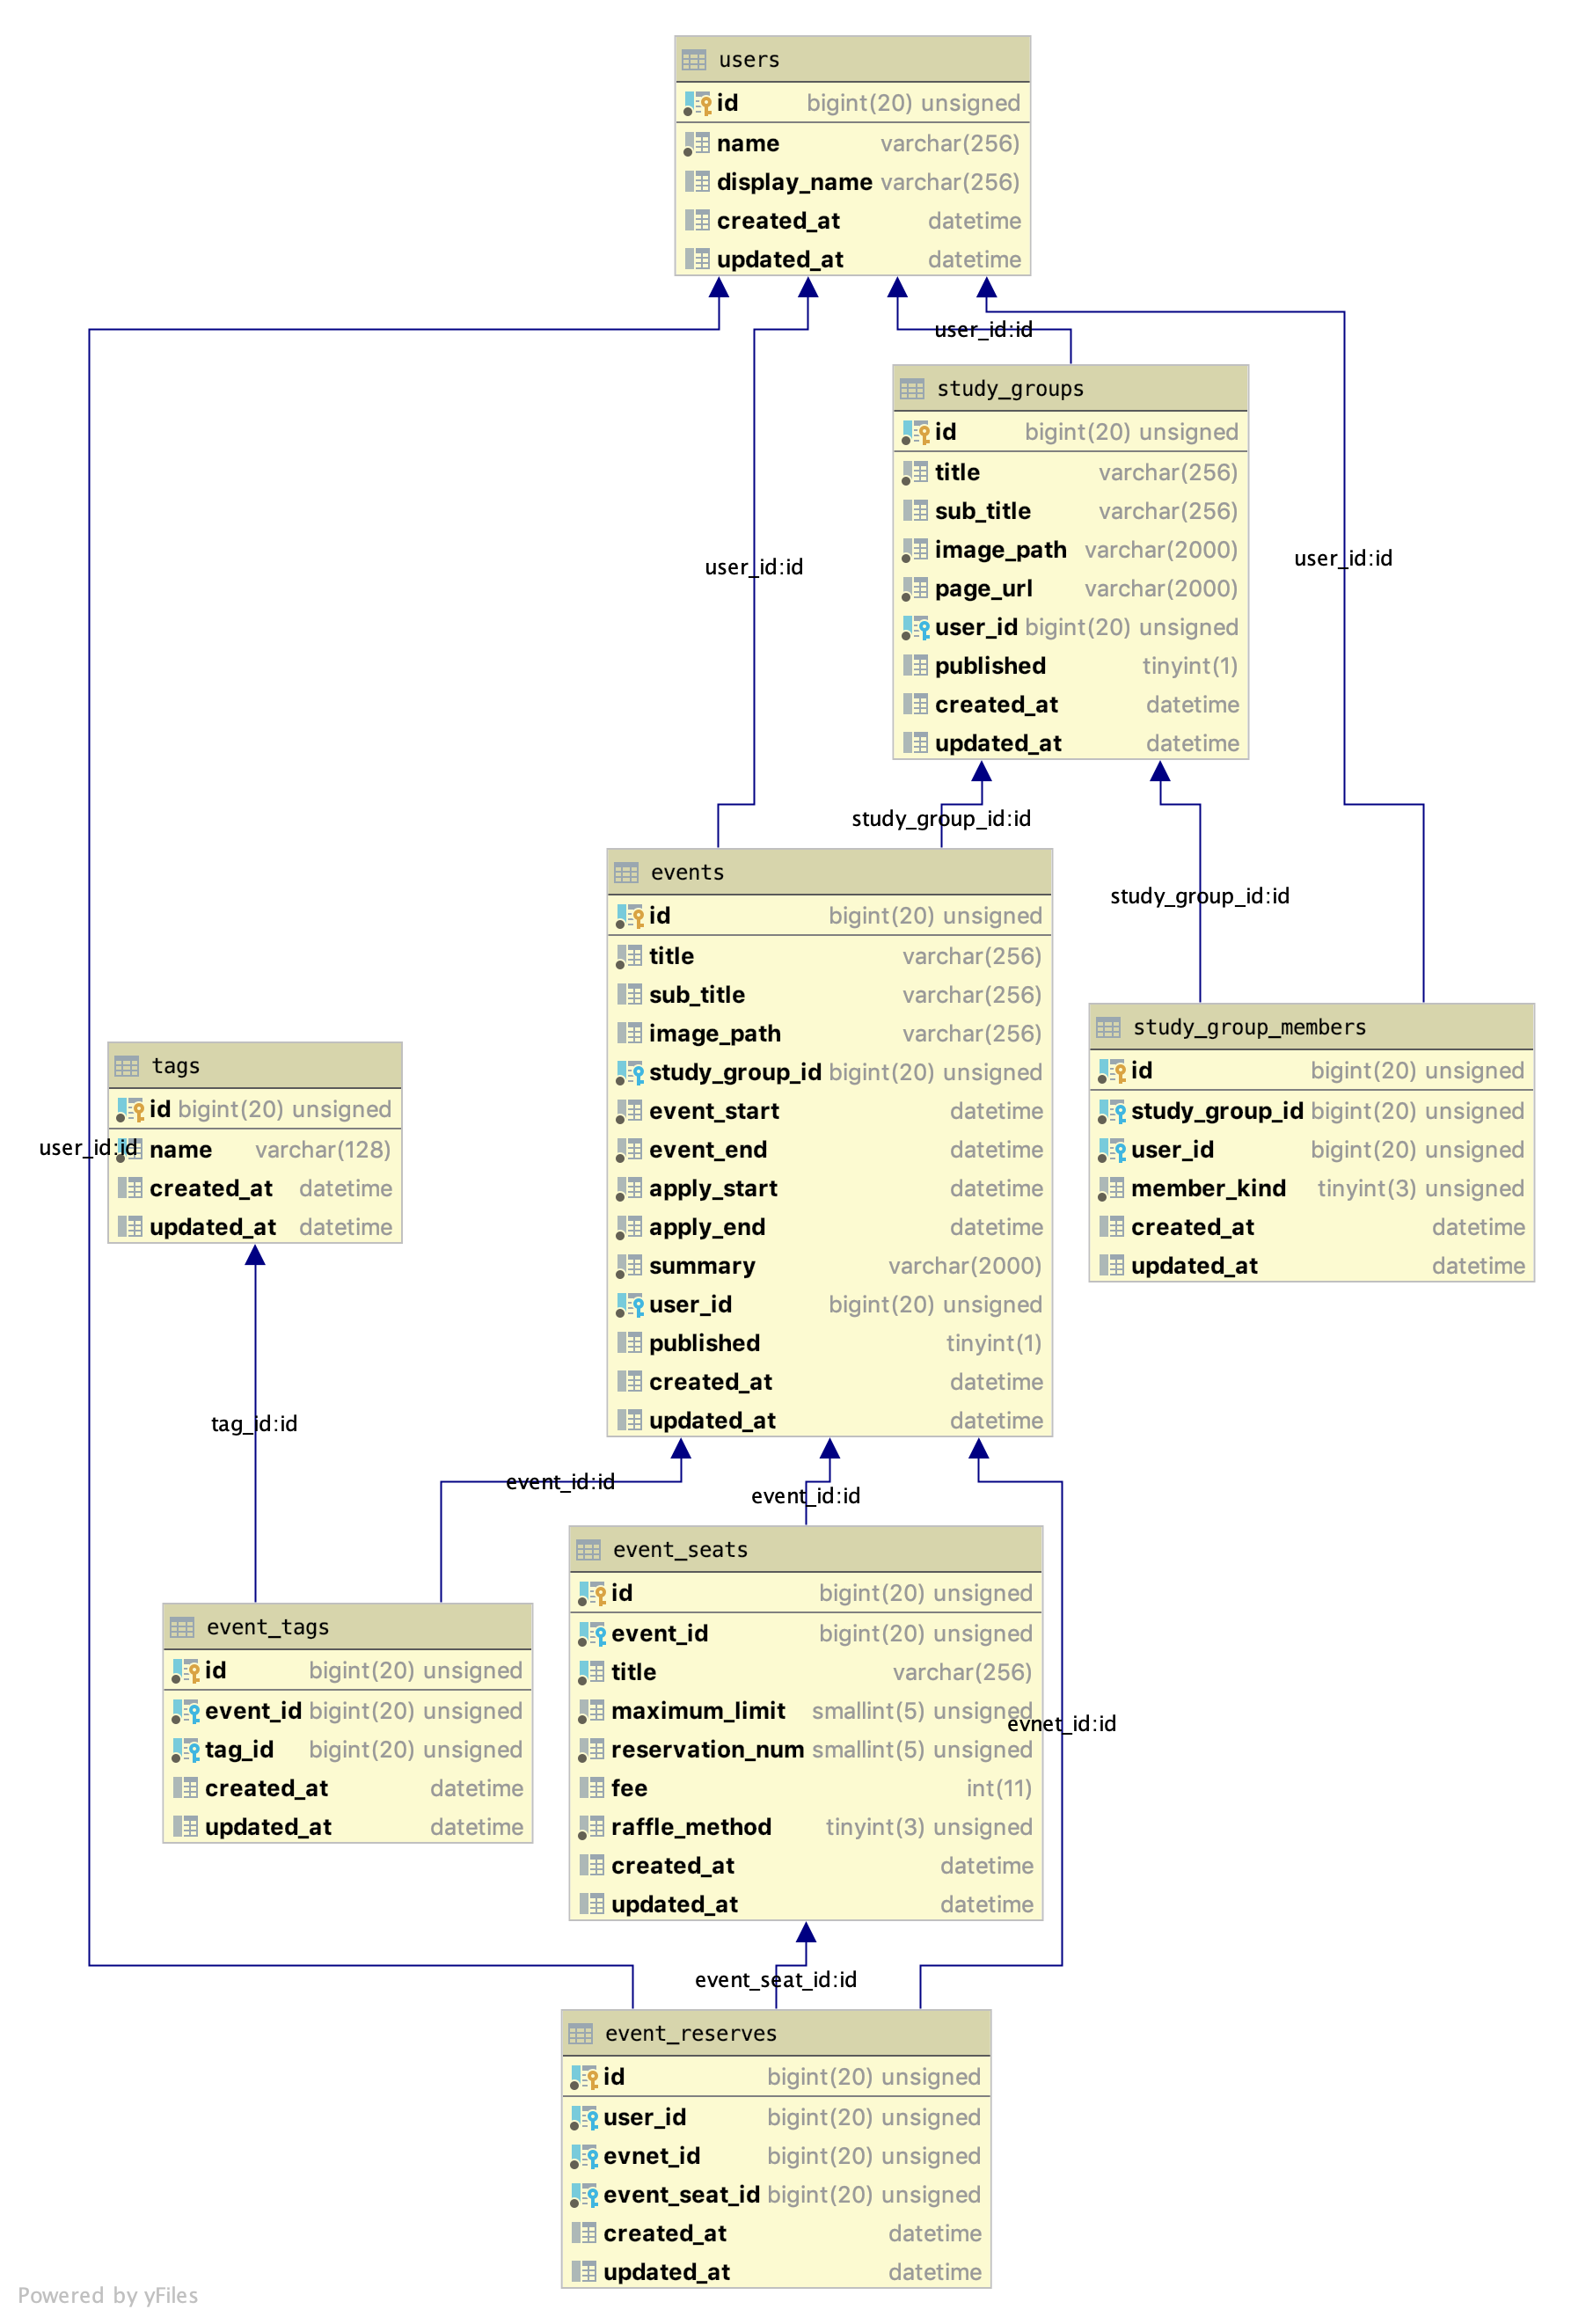 users
id bigint(20) unsigned
name varchar(256)
display_name varchar(256)
created_at datetime
updated_at datetime
user_id:id
study_groups
id bigint(20) unsigned
title varchar(256)
sub_title varchar(256)
image_path varchar(2000)
page_url varchar(2000)
user_id bigint(20) unsigned
published tinyint(1)
created_at datetime
updated_at datetime
user_id:id
user_id:id
study_group_id:id
study_group_id:id
events
id bigint(20) unsigned
title varchar(256)
sub_title varchar(256)
image_path varchar(256)
study_group_id bigint(20) unsigned
event_start datetime
event_end datetime
apply_start datetime
apply_end datetime
summary varchar(2000)
user_id bigint(20) unsigned
published tinyint(1)
created_at datetime
updated_at datetime
study_group_members
id bigint(20) unsigned
study_group_id bigint(20) unsigned
user_id bigint(20) unsigned
member_kind tinyint(3) unsigned
created_at datetime
updated_at datetime
tags
id bigint(20) unsigned
name varchar(128)
created_at datetime
updated_at datetime
user_id:id
tag_id:id
event_id:id
event_id:id
event_seats
id bigint(20) unsigned
event_id bigint(20) unsigned
title varchar(256)
maximum_limit smallint(5) unsigned
reservation_num smallint(5) unsigned
fee int(11)
raffle_method tinyint(3) unsigned
created_at datetime
updated_at datetime
evnet_id:id
event_tags
id bigint(20) unsigned
event_id bigint(20) unsigned
tag_id bigint(20) unsigned
created_at datetime
updated_at datetime
event_seat_id:id
event_reserves
id bigint(20) unsigned
user_id bigint(20) unsigned
evnet_id bigint(20) unsigned
event_seat_id bigint(20) unsigned
created_at datetime
updated_at datetime
Powered by yFiles